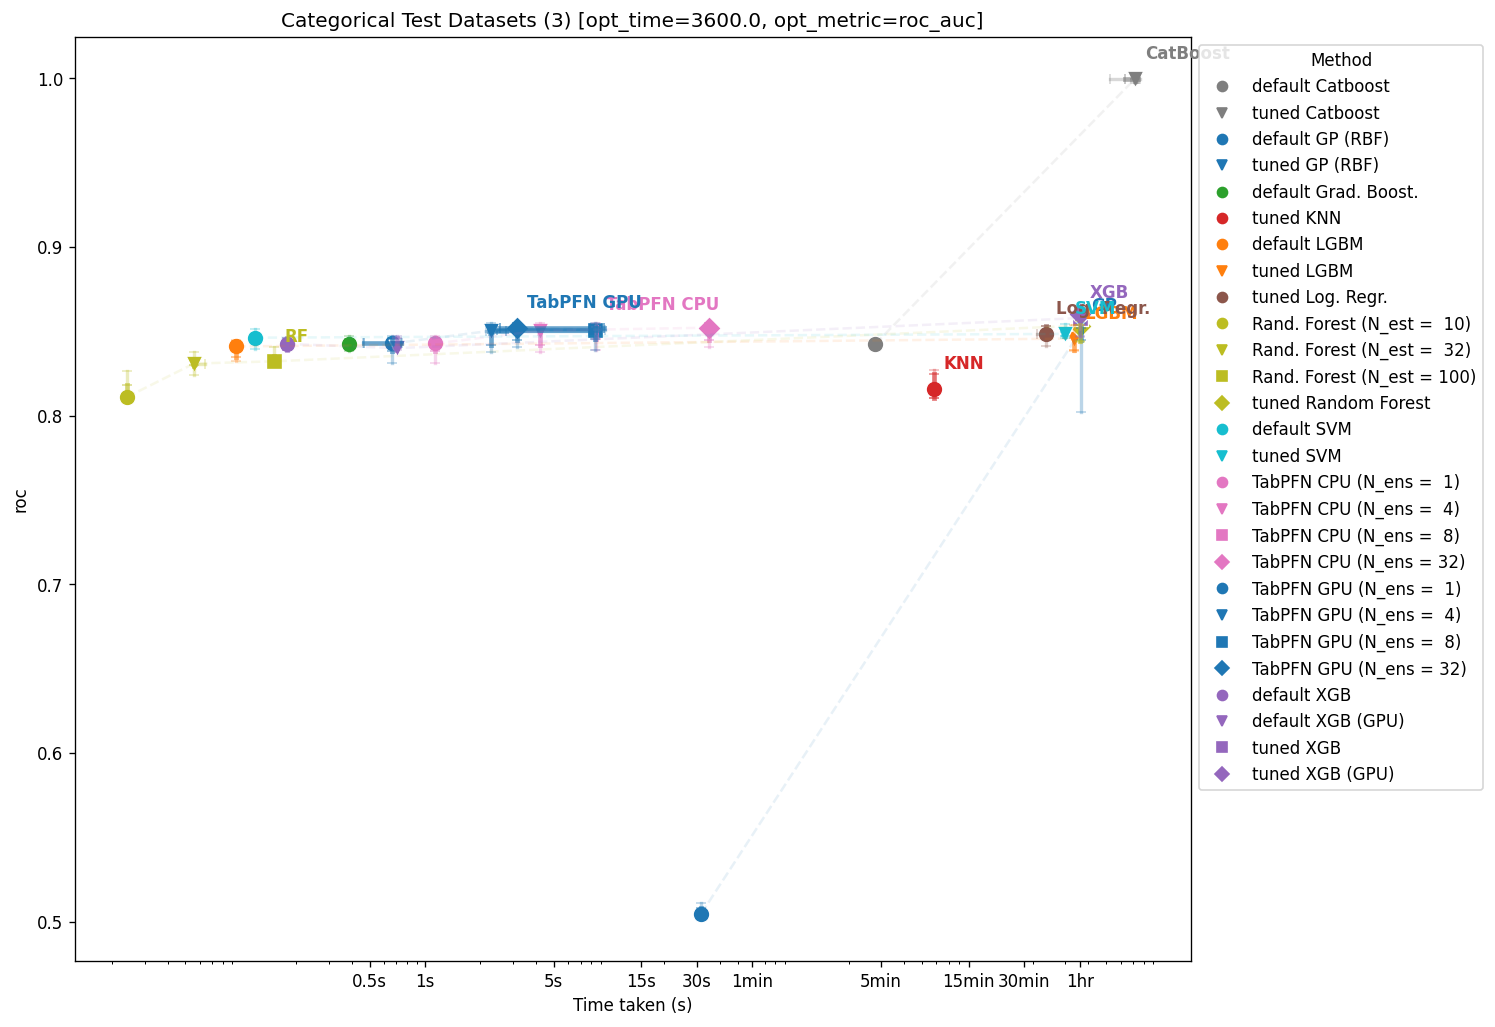 Categorical Test Datasets (3) [opt_time=3600.0, opt_metric=roc_auc]
CatBoost
1.0
0.9
0.8
0.7
0.6
0.5
roc
TabPFN GPU
TabPFN CPU
XGB
GP
Log. Regr.
SVM
LGBM
RF
KNN
0.5s
1s
5s
15s
30s
1min
5min
15min
30min
1hr
Time taken (s)
Method
default Catboost
tuned Catboost
default GP (RBF)
tuned GP (RBF)
default Grad. Boost.
tuned KNN
default LGBM
tuned LGBM
tuned Log. Regr.
Rand. Forest (N_est =  10)
Rand. Forest (N_est =  32)
Rand. Forest (N_est = 100)
tuned Random Forest
default SVM
tuned SVM
TabPFN CPU (N_ens =  1)
TabPFN CPU (N_ens =  4)
TabPFN CPU (N_ens =  8)
TabPFN CPU (N_ens = 32)
TabPFN GPU (N_ens =  1)
TabPFN GPU (N_ens =  4)
TabPFN GPU (N_ens =  8)
TabPFN GPU (N_ens = 32)
default XGB
default XGB (GPU)
tuned XGB
tuned XGB (GPU)